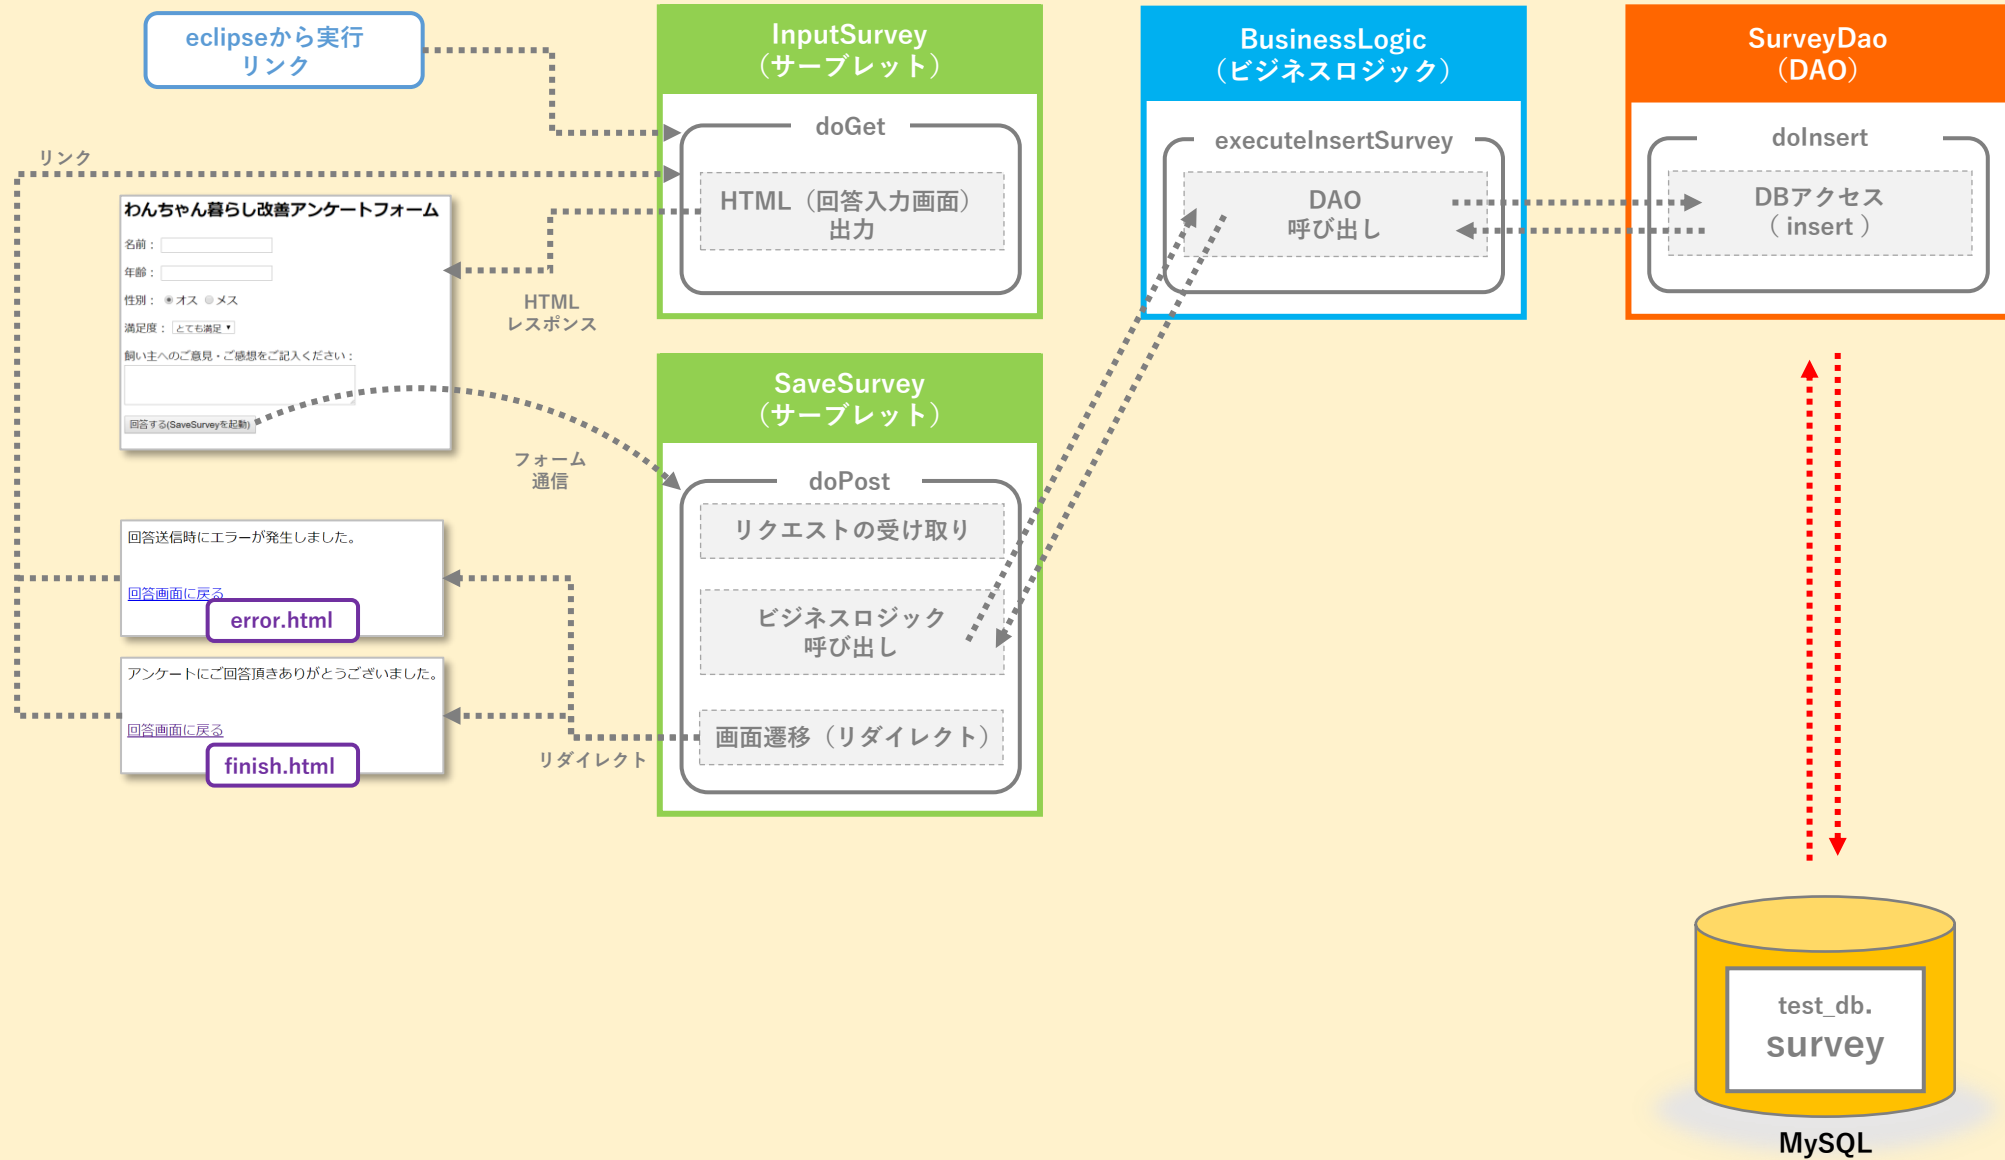 eclipseから実行
リンク
リンク
わんちゃん暮らし改善アンケートフォーム
名前：
年齢：
性別： オス メス
満足度： とても満足
飼い主へのご意見・ご感想をご記入ください：
回答する(SaveSurveyを起動)
HTML
レスポンス
フォーム
通信
回答送信時にエラーが発生しました。
回答画面に戻る
error.html
アンケートにご回答頂きありがとうございました。
回答画面に戻る
finish.html
リダイレクト
InputSurvey
（サーブレット）
doGet
HTML（回答入力画面）
出力
SaveSurvey
（サーブレット）
doPost
リクエストの受け取り
ビジネスロジック
呼び出し
画面遷移（リダイレクト）
BusinessLogic
（ビジネスロジック）
executeInsertSurvey
DAO
呼び出し
SurveyDao
（DAO）
doInsert
DBアクセス
（ insert ）
test_db.
survey
MySQL